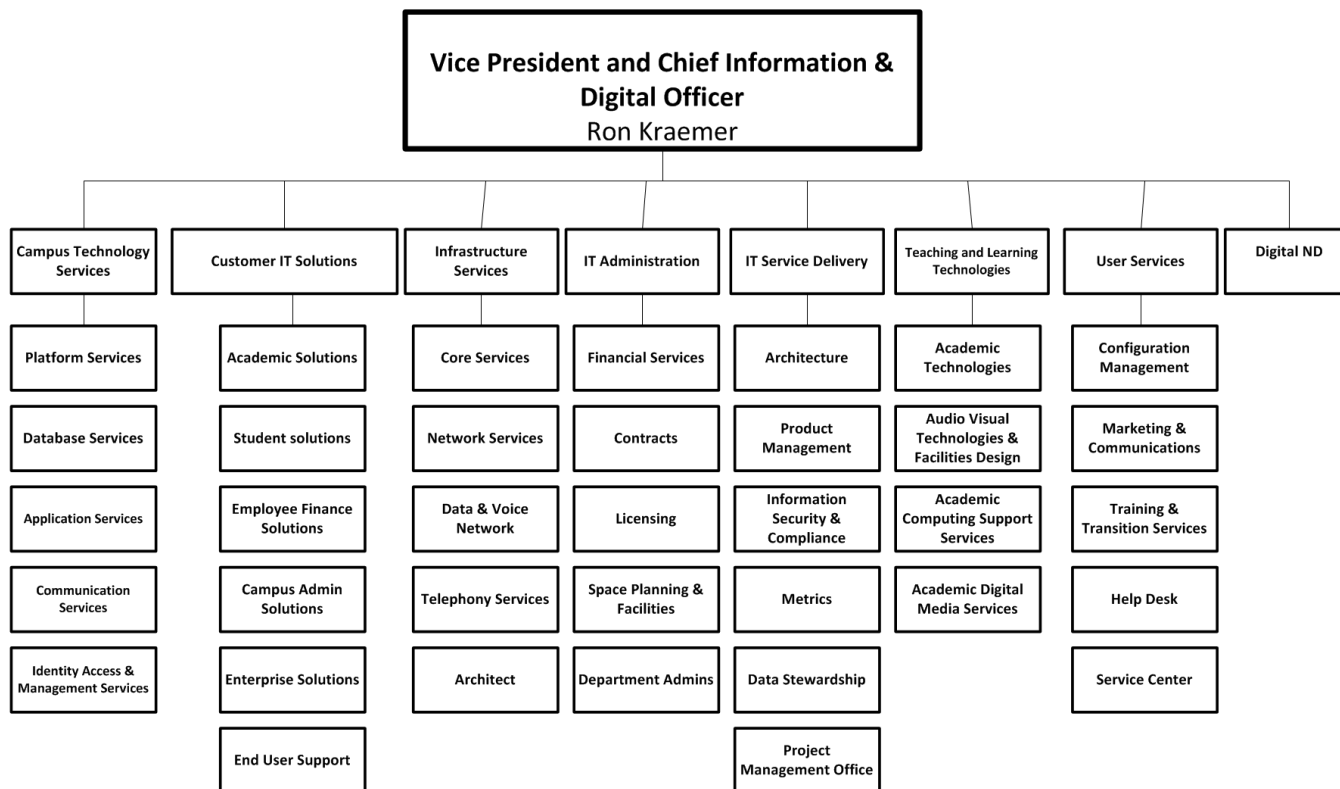 Vice President and Chief Information &
Digital Officer
Ron Kraemer
Campus Technology
Services
Customer IT Solutions
Infrastructure
Services
IT Administration
IT Service Delivery
Teaching and Learning
Technologies
User Services
Digital ND
Platform Services
Database Services
Application Services
Communication
Services
Identity Access &
Management Services
Academic Solutions
Student solutions
Employee Finance
Solutions
Campus Admin
Solutions
Enterprise Solutions
End User Support
Core Services
Network Services
Data & Voice
Network
Telephony Services
Architect
Financial Services
Contracts
Licensing
Space Planning &
Facilities
Department Admins
Architecture
Product
Management
Information
Security &
Compliance
Metrics
Data Stewardship
Project
Management Office
Academic
Technologies
Audio Visual
Technologies &
Facilities Design
Academic
Computing Support
Services
Academic Digital
Media Services
Configuration
Management
Marketing &
Communications
Training &
Transition Services
Help Desk
Service Center